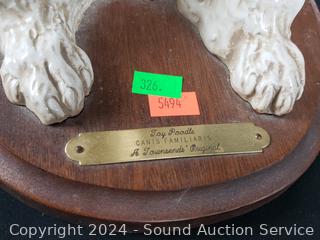 326.
5494
Toy Poodle
CANIS FAMILIARIS
A Townsends' Original
Copyright 2024 - Sound Auction Service